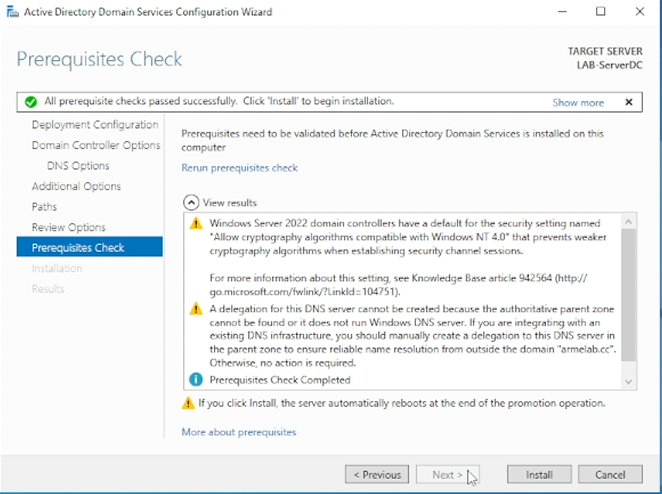 Active Directory Domain Services Configuration Wizard
Prerequisites Check
TARGET SERVER
LAB-ServerDC
All prerequisite checks passed successfully. Click 'Install' to begin installation.
Show more
Deployment Configuration
Domain Controller Options
DNS Options
Additional Options
Paths
Review Options
Prerequisites Check
Installation
Results
Prerequisites need to be validated before Active Directory Domain Services is installed on this
computer
Rerun prerequisites check
View results
Windows Server 2022 domain controllers have a default for the security setting named
"Allow cryptography algorithms compatible with Windows NT 4.0" that prevents weaker
cryptography algorithms when establishing security channel sessions.
For more information about this setting, see Knowledge Base article 942564 (http://
go.microsoft.com/fwlink/?LinkId=104751).
A delegation for this DNS server cannot be created because the authoritative parent zone
cannot be found or it does not run Windows DNS server. If you are integrating with an
existing DNS infrastructure, you should manually create a delegation to this DNS server in
the parent zone to ensure reliable name resolution from outside the domain "armelab.cc".
Otherwise, no action is required.
Prerequisites Check Completed
If you click Install, the server automatically reboots at the end of the promotion operation.
More about prerequisites
< Previous
Next >
Install
Cancel